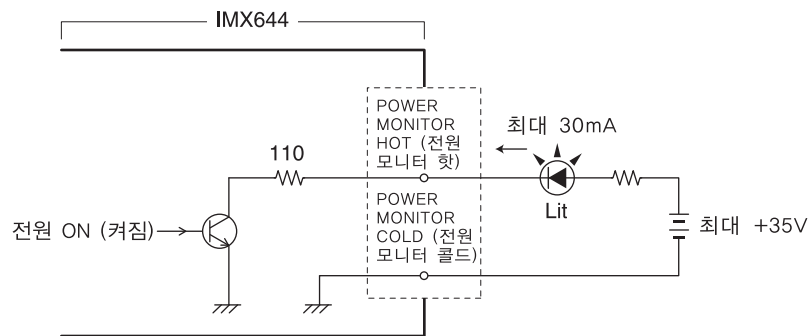 IMX644
POWER
MONITOR
HOT (전원
모니터 핫)
최대 30mA
110
Lit
POWER
MONITOR
COLD (전원
모니터 콜드)
전원 ON (켜짐)
최대 +35V